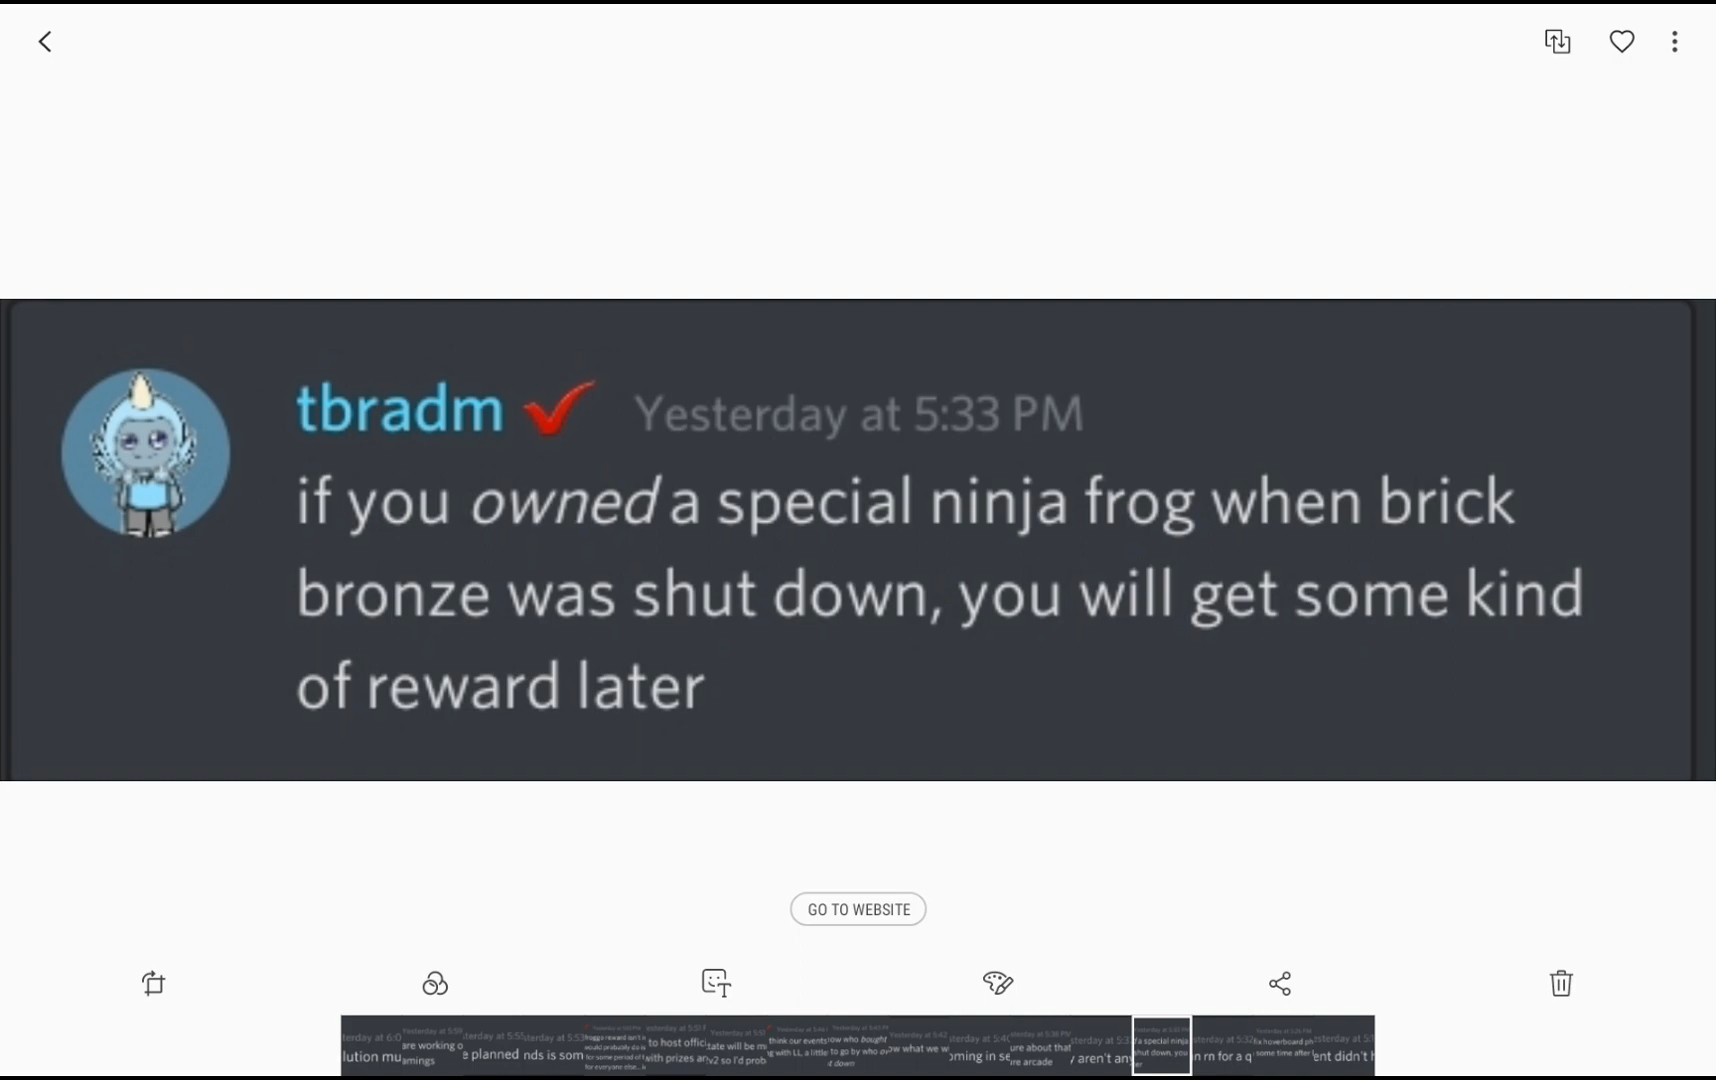 tbradm Yesterday at 5:33 PM
if you owned a special ninja frog when brick
bronze was shut down, you will get some kind
of reward later
GO TO WEBSITE